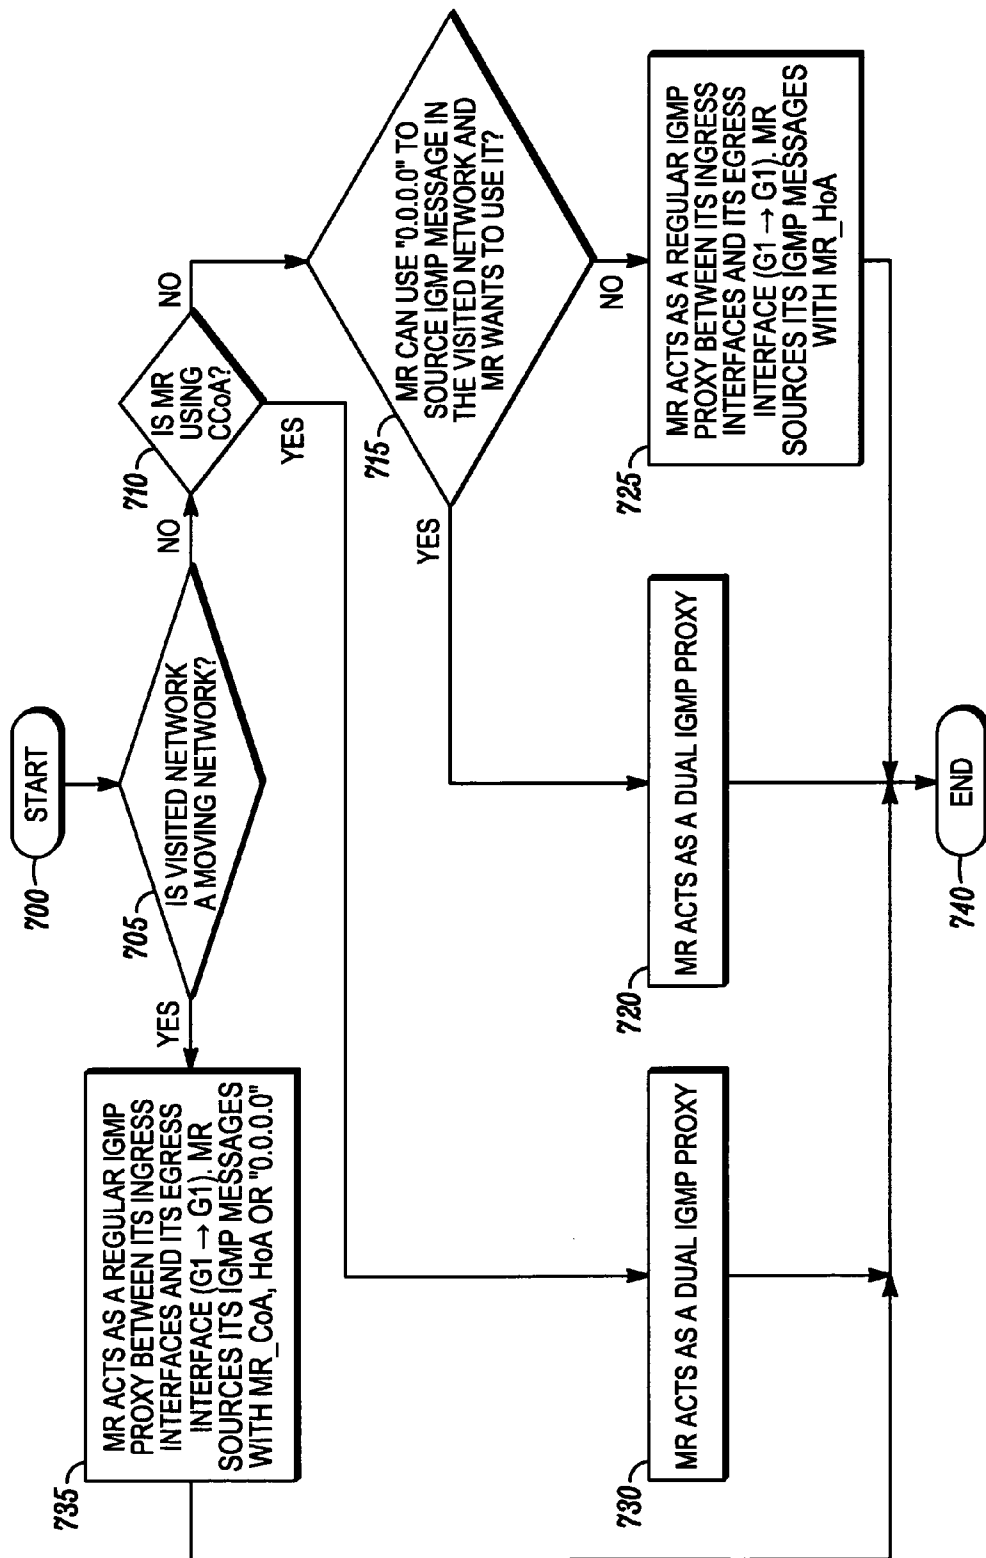 START
700
IS VISITED NETWORK
A MOVING NETWORK?
705
YES
NO
MR ACTS AS A REGULAR IGMP
PROXY BETWEEN ITS INGRESS
INTERFACES AND ITS EGRESS
INTERFACE (G1 → G1). MR
SOURCES ITS IGMP MESSAGES
WITH MR_CoA, HoA OR "0.0.0.0"
735
IS MR
USING
CCoA?
710
NO
YES
MR CAN USE "0.0.0.0" TO
SOURCE IGMP MESSAGE IN
THE VISITED NETWORK AND
MR WANTS TO USE IT?
715
YES
NO
MR ACTS AS A DUAL IGMP PROXY
730
MR ACTS AS A DUAL IGMP PROXY
720
MR ACTS AS A REGULAR IGMP
PROXY BETWEEN ITS INGRESS
INTERFACES AND ITS EGRESS
INTERFACE (G1 → G1). MR
SOURCES ITS IGMP MESSAGES
WITH MR_HoA
725
END
740